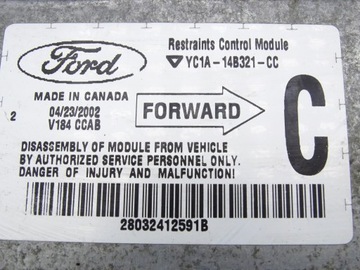 Ford
Restraints Control Module
YC1A-14B321-CC
MADE IN CANADA
04/23/2002
V184 CCAB
2
FORWARD
C
DISASSEMBLY OF MODULE FROM VEHICLE
BY AUTHORIZED SERVICE PERSONNEL ONLY.
DANGER OF INJURY AND MALFUNCTION!
28032412591B